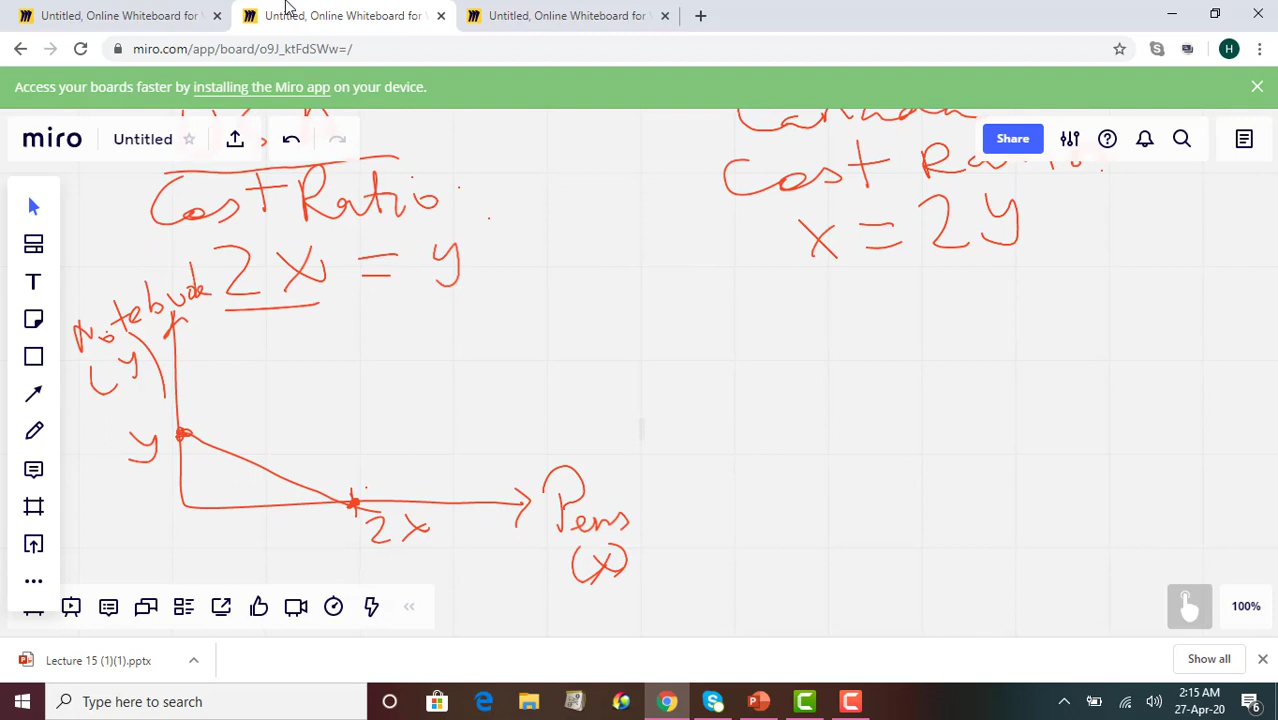 Untitled, Online Whiteboard for
Untitled, Online Whiteboard for
Untitled, Online Whiteboard for
miro.com/app/board/o9J_ktFdSWw=/
H
Access your boards faster by installing the Miro app on your device.
miro Untitled
Share
Cost Ratio
Cost Ratio
2x = y
x = 2y
T
y
y
2x
Pens
(x)
100%
Lecture 15 (1)(1).pptx
Show all
Type here to search
2:15 AM
27-Apr-20
6